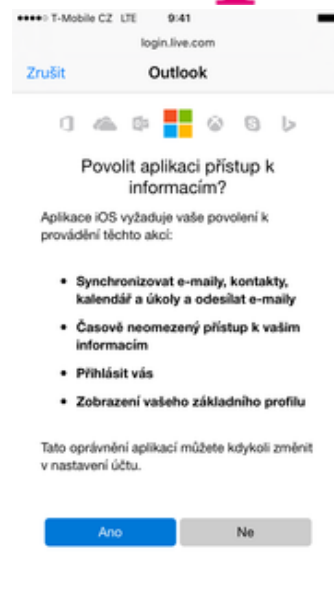 T-Mobile CZ LTE 9:41
login.live.com
Zrušit Outlook
Povolit aplikaci přístup k
informacím?
Aplikace iOS vyžaduje vaše povolení k
provádění těchto akcí:
• Synchronizovat e-maily, kontakty,
kalendář a úkoly a odesílat e-maily
• Časově neomezený přístup k vašim
informacím
• Přihlásit vás
• Zobrazení vašeho základního profilu
Tato oprávnění aplikací můžete kdykoli změnit
v nastavení účtu.
Ano Ne